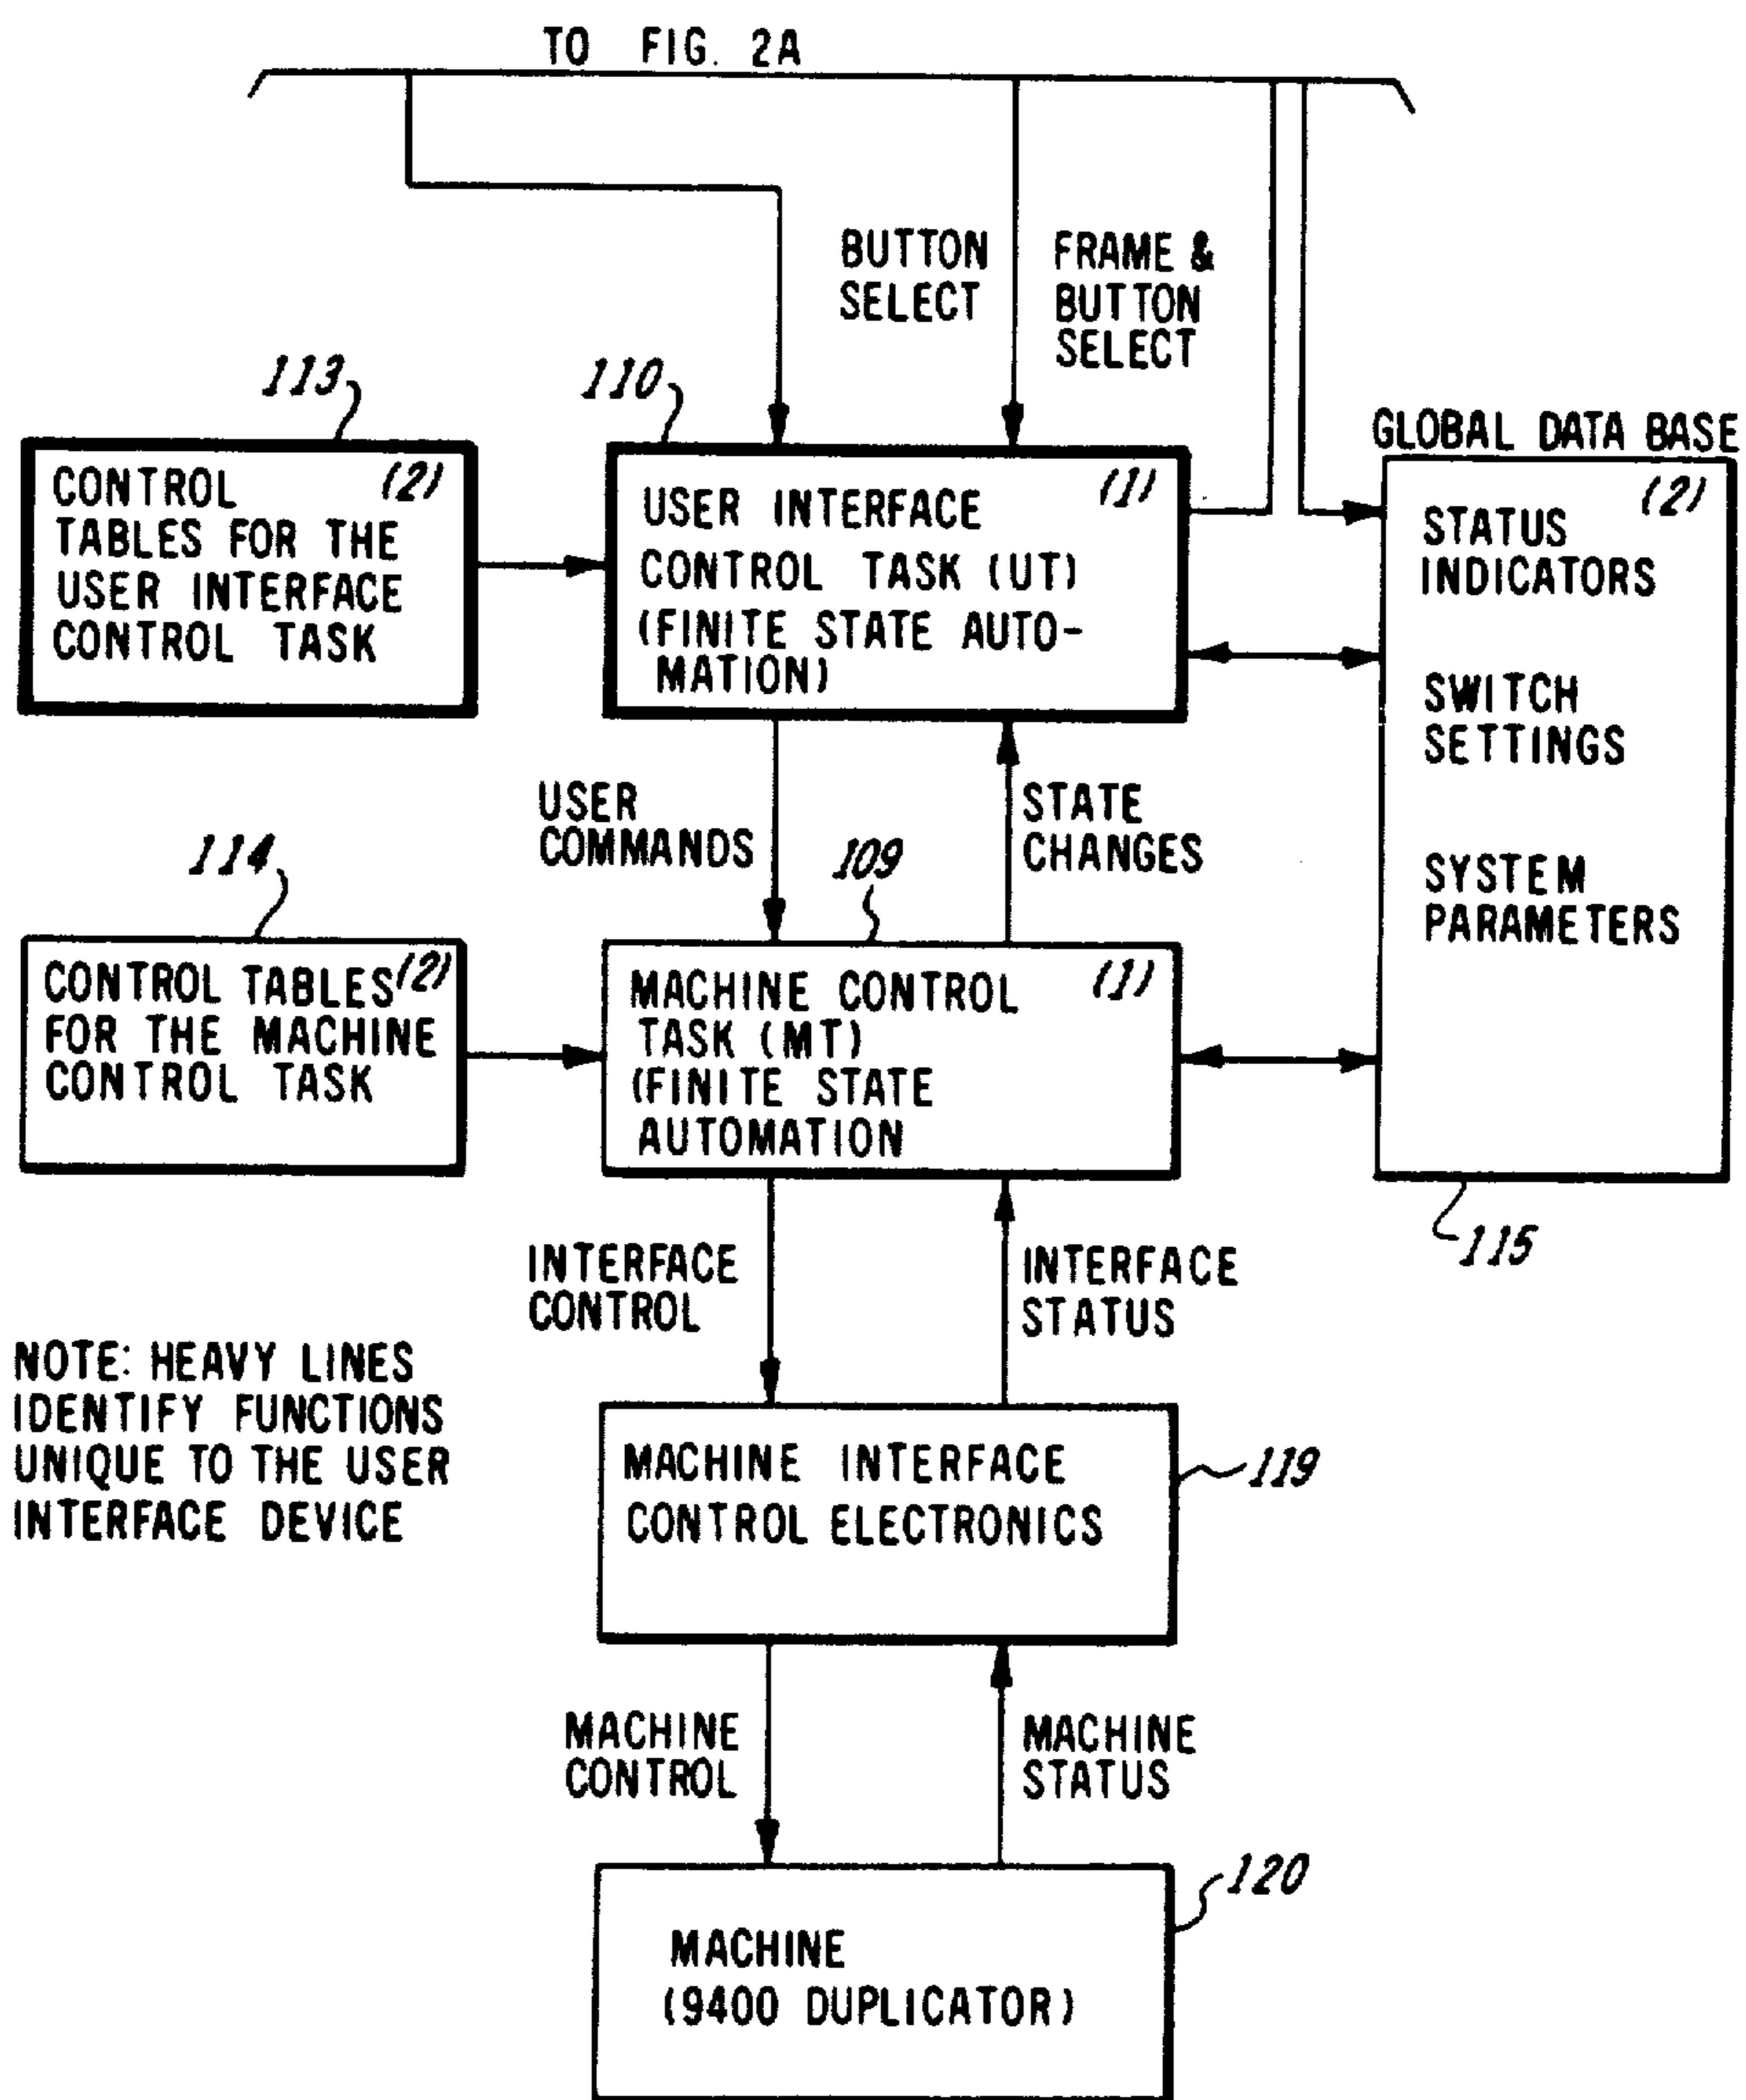 TO FIG. 2A
BUTTON
SELECT
FRAME &
BUTTON
SELECT
113
110
GLOBAL DATA BASE
CONTROL (2)
TABLES FOR THE
USER INTERFACE
CONTROL TASK
(1)
USER INTERFACE
CONTROL TASK (UT)
(FINITE STATE AUTO-
MATION)
(2)
STATUS
INDICATORS
SWITCH
SETTINGS
SYSTEM
PARAMETERS
USER
COMMANDS
STATE
CHANGES
114
109
CONTROL TABLES (2)
FOR THE MACHINE
CONTROL TASK
MACHINE CONTROL (1)
TASK (MT)
(FINITE STATE
AUTOMATION
115
INTERFACE
CONTROL
INTERFACE
STATUS
NOTE: HEAVY LINES
IDENTIFY FUNCTIONS
UNIQUE TO THE USER
INTERFACE DEVICE
MACHINE INTERFACE
CONTROL ELECTRONICS
119
MACHINE
CONTROL
MACHINE
STATUS
120
MACHINE
(9400 DUPLICATOR)